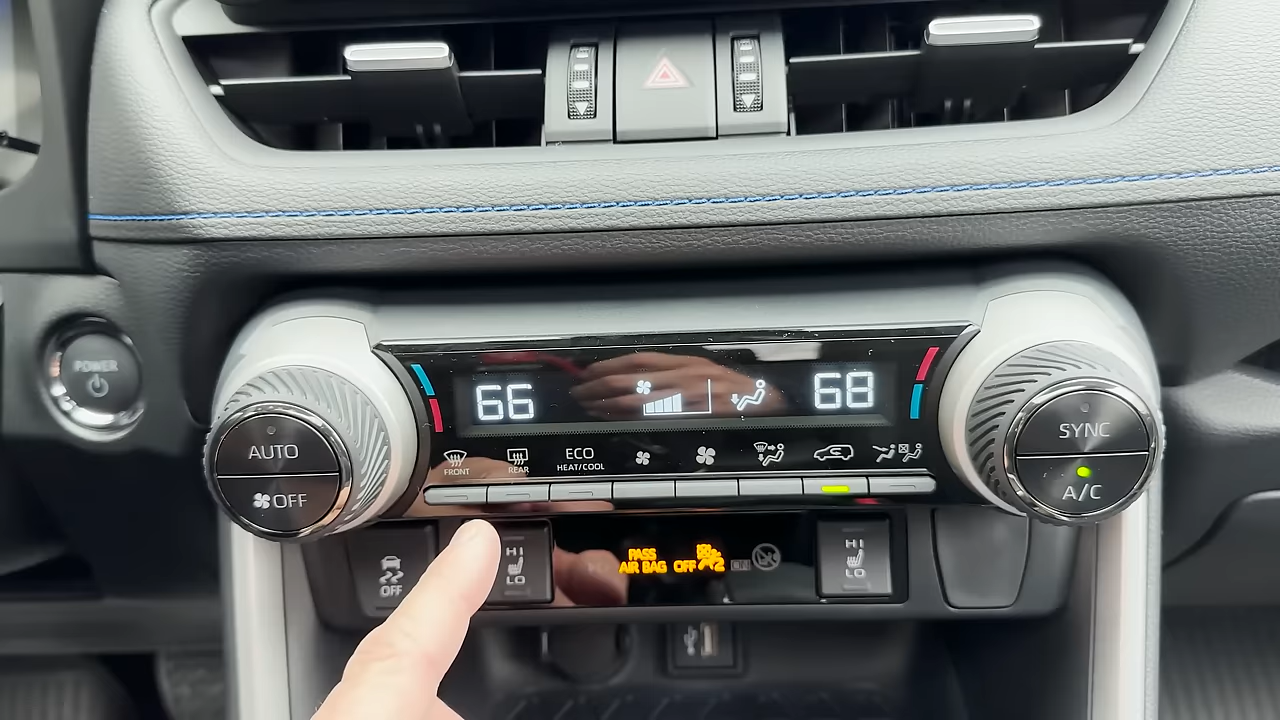 POWER
66
68
AUTO
OFF
FRONT
REAR
ECO
HEAT/COOL
SYNC
A/C
OFF
HI
LO
PASS
AIR BAG OFF
2
HI
LO